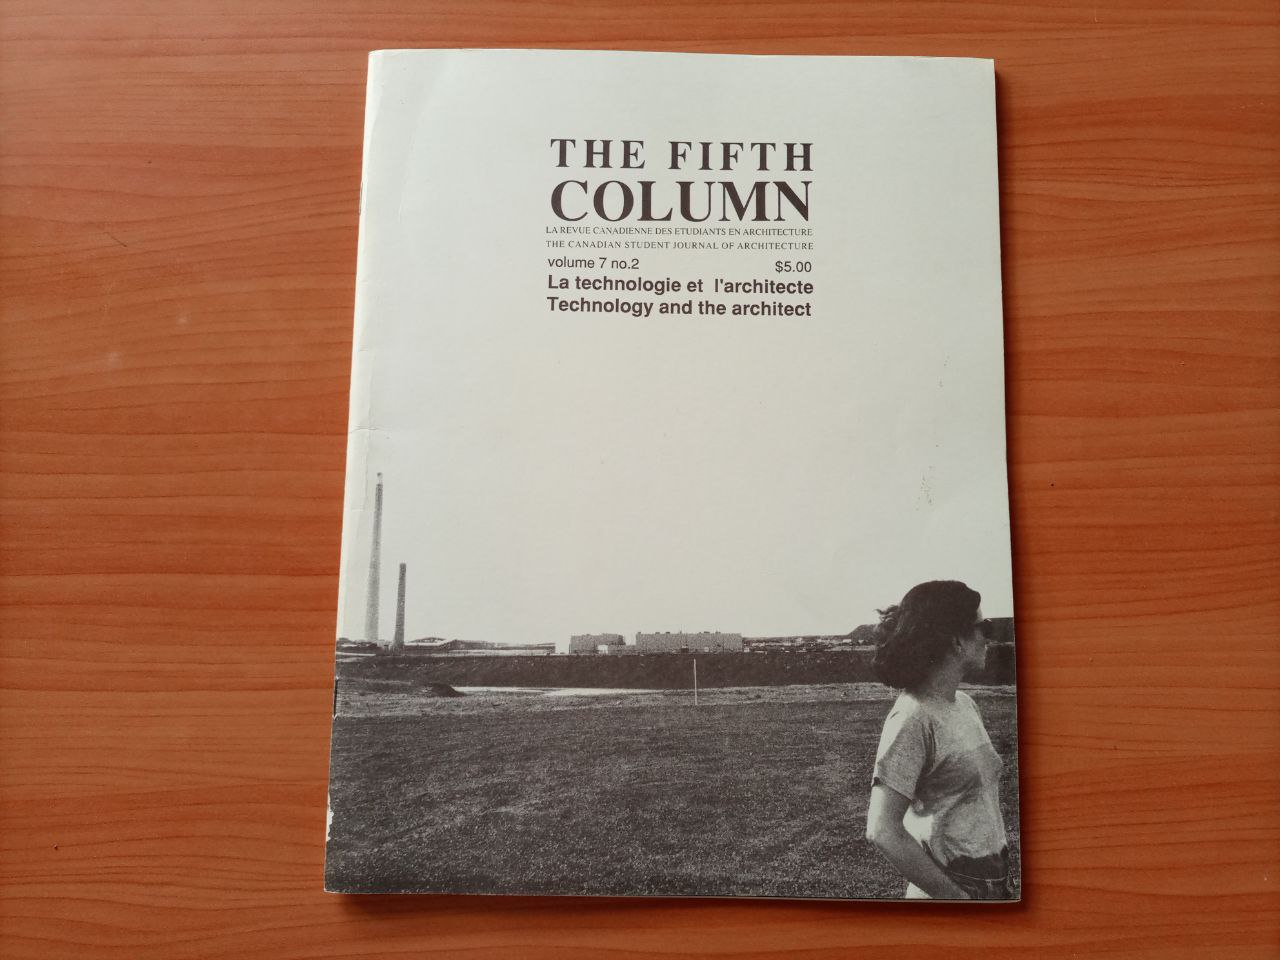 THE FIFTH
COLUMN
LA REVUE CANADIENNE DES ETUDIANTS EN ARCHITECTURE
THE CANADIAN STUDENT JOURNAL OF ARCHITECTURE
volume 7 no.2 $5.00
La technologie et l'architecte
Technology and the architect